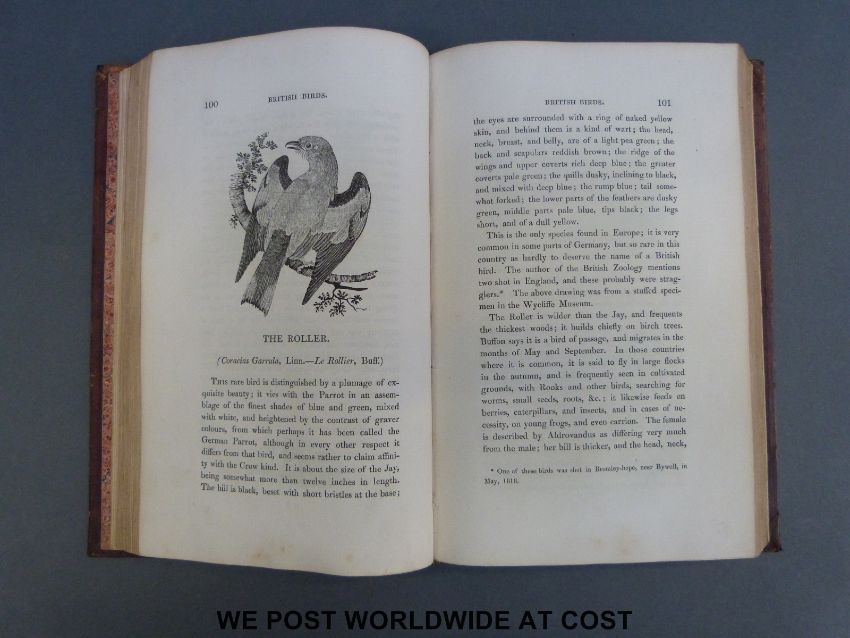 100
BRITISH BIRDS.
THE ROLLER.
(Coracias Garrula, Linn.—Le Rollier, Buff.)
THIS rare bird is distinguished by a plumage of ex-
quisite beauty; it vies with the Parrot in an assem-
blage of the finest shades of blue and green, mixed
with white, and heightened by the contrast of graver
colours, from which perhaps it has been called the
German Parrot, although in every other respect it
differs from that bird, and seems rather to claim affini-
ty with the Crow kind. It is about the size of the Jay,
being somewhat more than twelve inches in length.
The bill is black, beset with short bristles at the base;
BRITISH BIRDS.
101
the eyes are surrounded with a ring of naked yellow
skin, and behind them is a kind of wart; the head,
neck, breast, and belly, are of a light pea green; the
back and scapulars reddish brown; the ridge of the
wings and upper coverts rich deep blue; the greater
coverts pale green; the quills dusky, inclining to black,
and mixed with deep blue; the rump blue; tail some-
what forked; the lower parts of the feathers are dusky
green, middle parts pale blue, tips black; the legs
short, and of a dull yellow.
This is the only species found in Europe; it is very
common in some parts of Germany, but so rare in this
country as hardly to deserve the name of a British
bird. The author of the British Zoology mentions
two shot in England, and these probably were strag-
glers.* The above drawing was from a stuffed speci-
men in the Wycliffe Museum.
The Roller is wilder than the Jay, and frequents
the thickest woods; it builds chiefly on birch trees.
Buffon says it is a bird of passage, and migrates in the
months of May and September. In those countries
where it is common, it is said to fly in large flocks
in the autumn, and is frequently seen in cultivated
grounds, with Rooks and other birds, searching for
worms, small seeds, roots, &c.; it likewise feeds on
berries, caterpillars, and insects, and in cases of ne-
cessity, on young frogs, and even carrion. The female
is described by Aldrovandus as differing very much
from the male; her bill is thicker, and the head, neck,
* One of these birds was shot in Bromley-hope, near Bywell, in
May, 1818.
WE POST WORLDWIDE AT COST